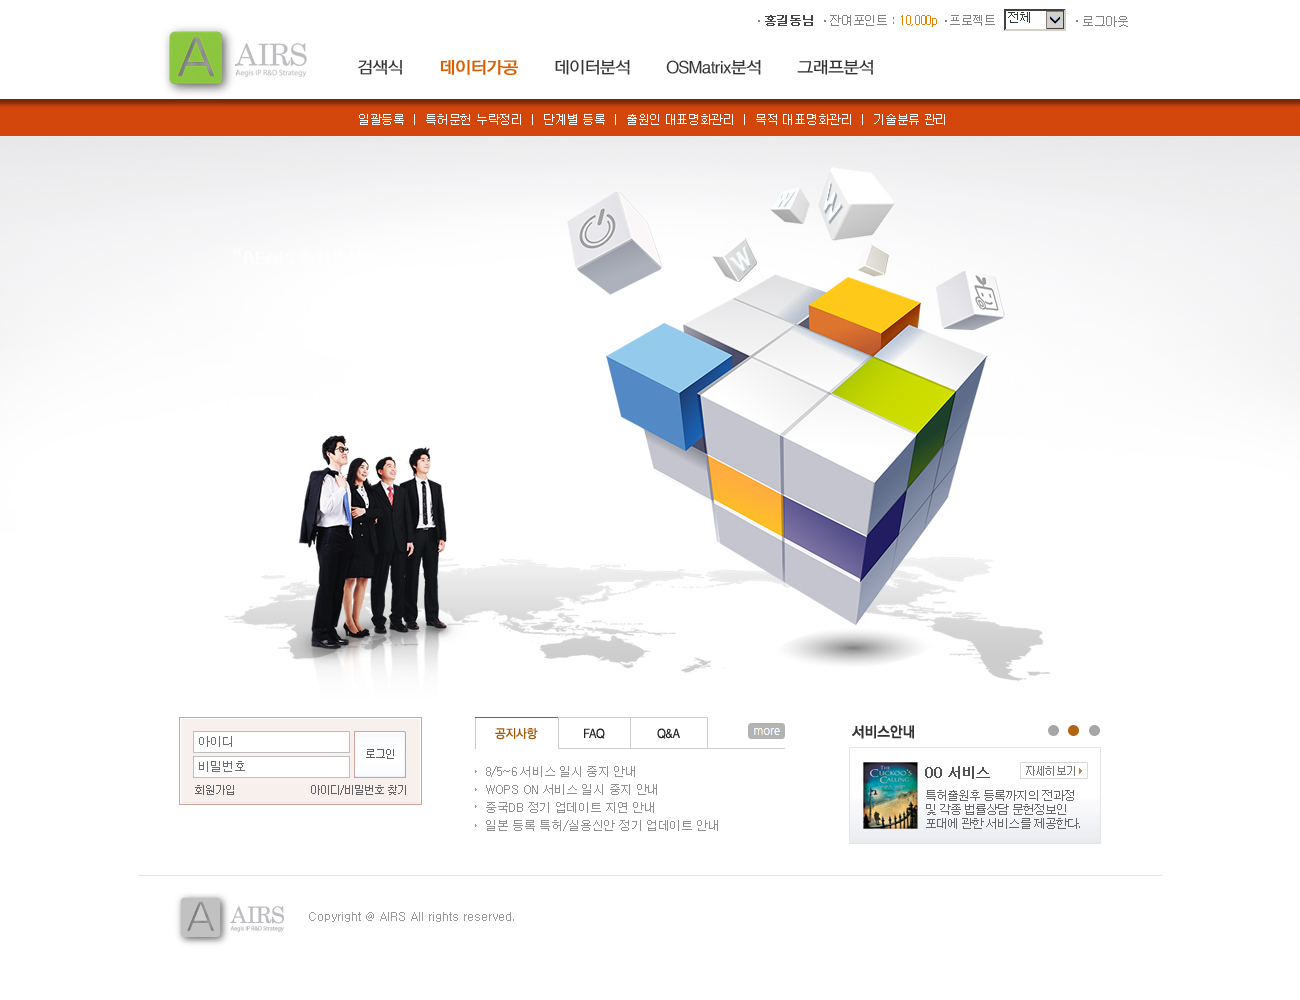 · 홍길동님 · 잔여포인트 : 10,000p · 프로젝트 전체 · 로그아웃
A AIRS
Aegis IP R&D Strategy
검색식 데이터가공 데이터분석 OSMatrix분석 그래프분석
일괄등록 | 특허문헌 누락정리 | 단계별 등록 | 출원인 대표명화관리 | 목적 대표명화관리 | 기술분류 관리
W W
W
아이디
비밀번호
로그인
회원가입 아이디/비밀번호 찾기
공지사항 FAQ Q&A more
8/5~6 서비스 일시 중지 안내
WOPS ON 서비스 일시 중지 안내
중국DB 정기 업데이트 지연 안내
일본 등록 특허/실용신안 정기 업데이트 안내
서비스안내
THE CUCKOO'S CALLING
00 서비스 자세히보기
특허출원후 등록까지의 전과정
및 각종 법률상담 문헌정보인
포대에 관한 서비스를 제공한다.
A AIRS
Aegis IP R&D Strategy
Copyright @ AIRS All rights reserved.